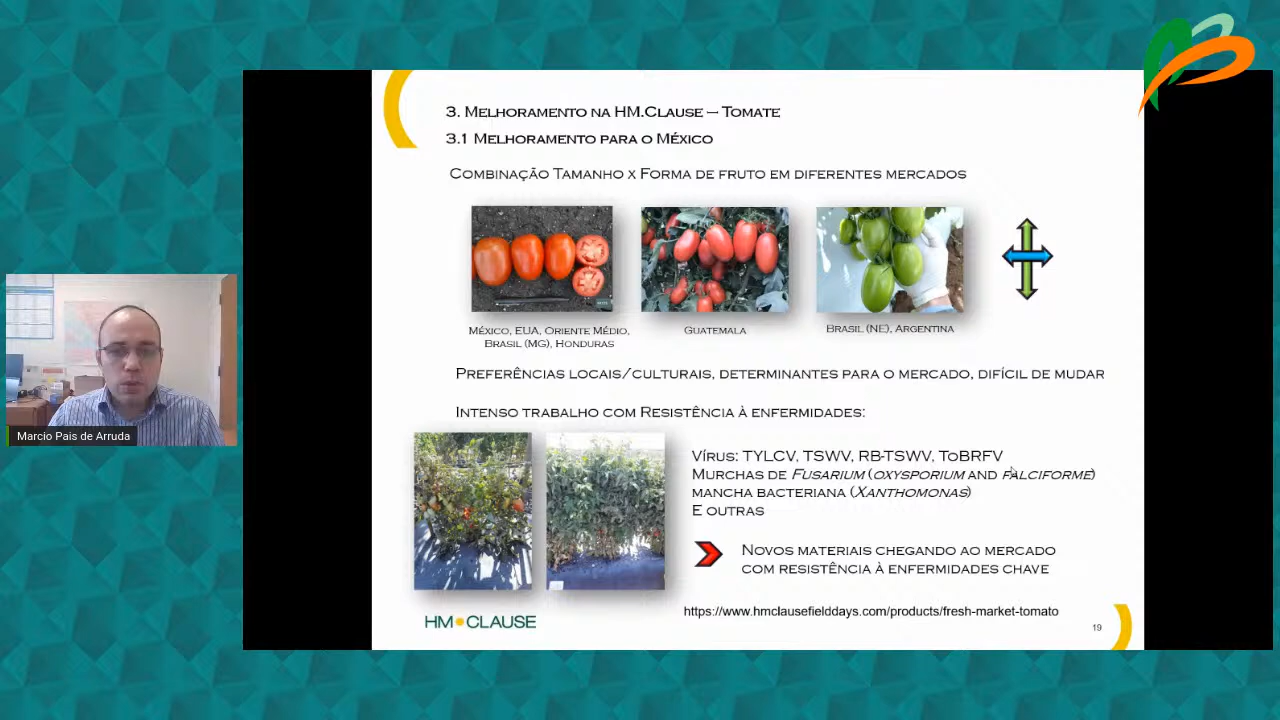 3. Melhoramento na HM.Clause – Tomate
3.1 Melhoramento para o México
Combinação Tamanho x Forma de fruto em diferentes mercados
México, EUA, Oriente Médio,
Brasil (MG), Honduras
Guatemala
Brasil (NE), Argentina
Preferências locais/culturais, determinantes para o mercado, difícil de mudar
Intenso trabalho com Resistência à enfermidades:
Vírus: TYLCV, TSWV, RB-TSWV, ToBRFV
Murchas de Fusarium (oxysporium and falciforme)
mancha bacteriana (Xanthomonas)
E outras
Novos materiais chegando ao mercado
com resistência à enfermidades chave
https://www.hmclausefielddays.com/products/fresh-market-tomato
HM•CLAUSE
19
Marcio Pais de Arruda